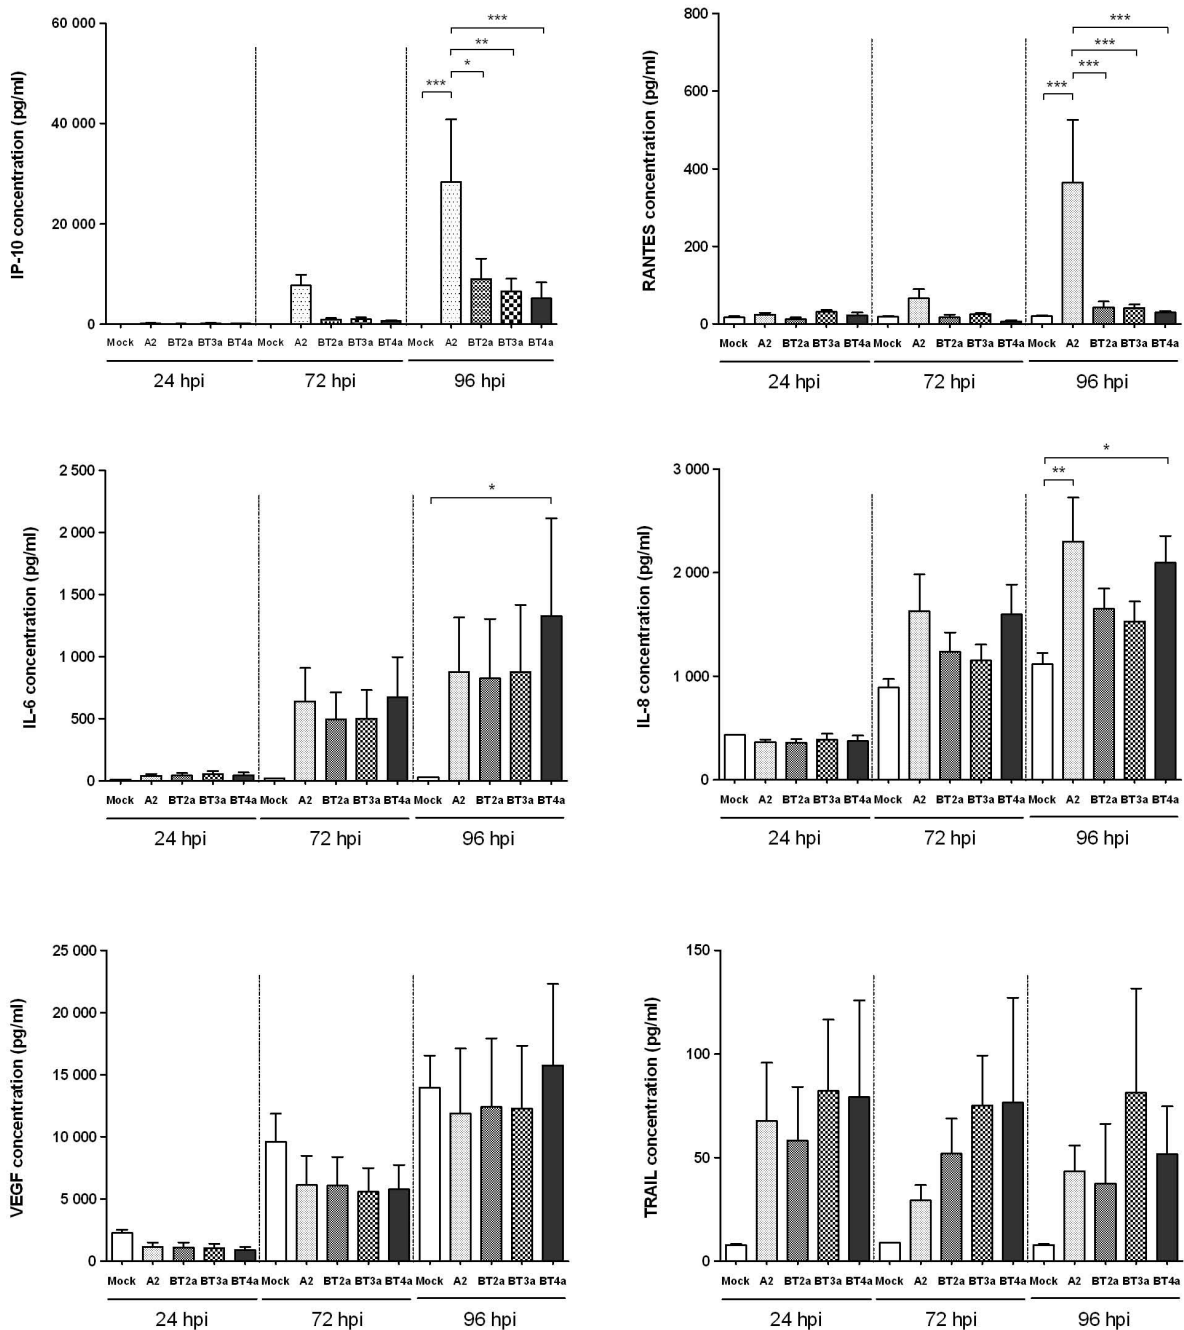 IP-10 concentration (pg/ml)
60 000
40 000
20 000
0
*** ** * ***
Mock A2 BT2a BT3a BT4a Mock A2 BT2a BT3a BT4a Mock A2 BT2a BT3a BT4a
24 hpi 72 hpi 96 hpi
RANTES concentration (pg/ml)
800
600
400
200
0
*** *** *** ***
Mock A2 BT2a BT3a BT4a Mock A2 BT2a BT3a BT4a Mock A2 BT2a BT3a BT4a
24 hpi 72 hpi 96 hpi
IL-6 concentration (pg/ml)
2 500
2 000
1 500
1 000
500
0
*
Mock A2 BT2a BT3a BT4a Mock A2 BT2a BT3a BT4a Mock A2 BT2a BT3a BT4a
24 hpi 72 hpi 96 hpi
IL-8 concentration (pg/ml)
3 000
2 000
1 000
0
* **
Mock A2 BT2a BT3a BT4a Mock A2 BT2a BT3a BT4a Mock A2 BT2a BT3a BT4a
24 hpi 72 hpi 96 hpi
VEGF concentration (pg/ml)
25 000
20 000
15 000
10 000
5 000
0
Mock A2 BT2a BT3a BT4a Mock A2 BT2a BT3a BT4a Mock A2 BT2a BT3a BT4a
24 hpi 72 hpi 96 hpi
TRAIL concentration (pg/ml)
150
100
50
0
Mock A2 BT2a BT3a BT4a Mock A2 BT2a BT3a BT4a Mock A2 BT2a BT3a BT4a
24 hpi 72 hpi 96 hpi